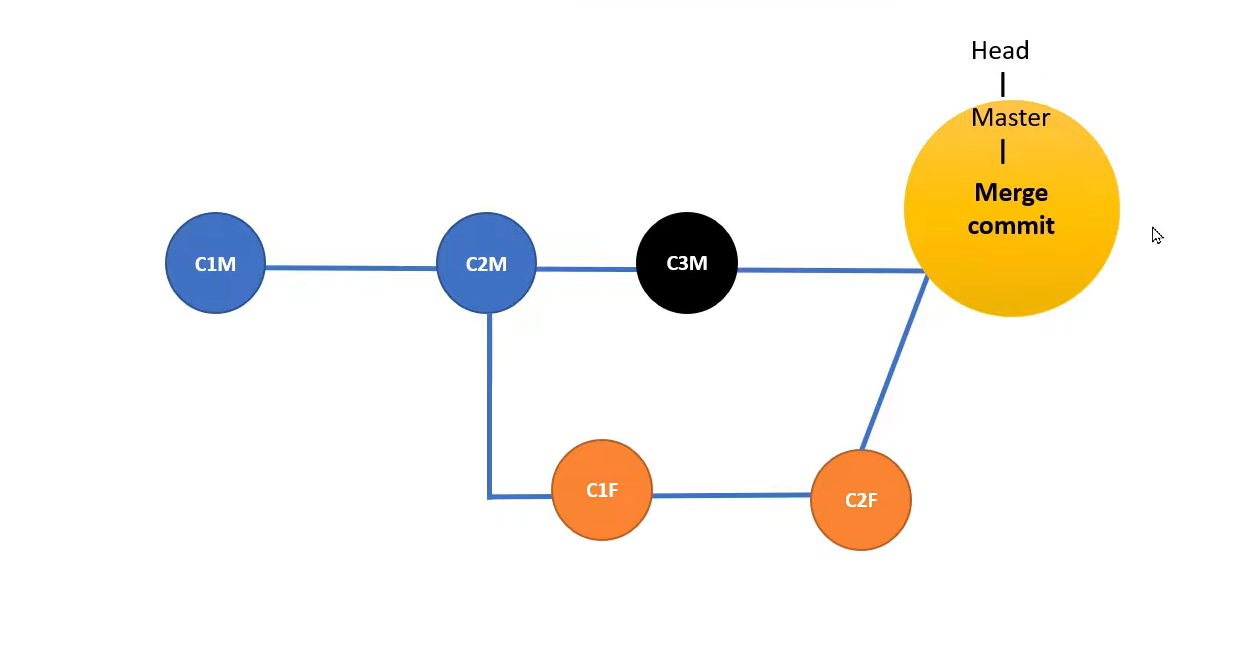 Head
|
Master
|
Merge
commit
C1M
C2M
C3M
C1F
C2F